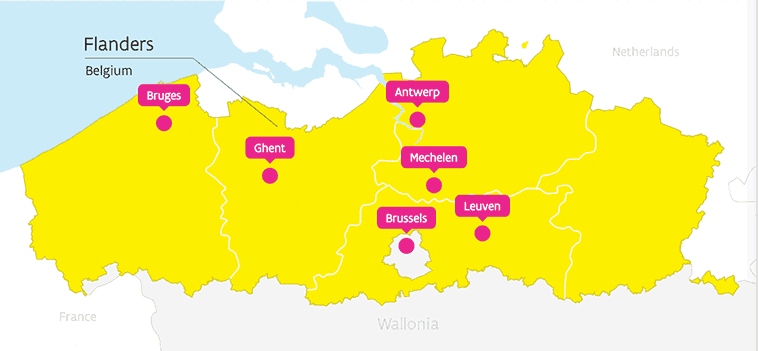 Flanders
Belgium
Netherlands
Bruges
Antwerp
Ghent
Mechelen
Leuven
Brussels
France
Wallonia